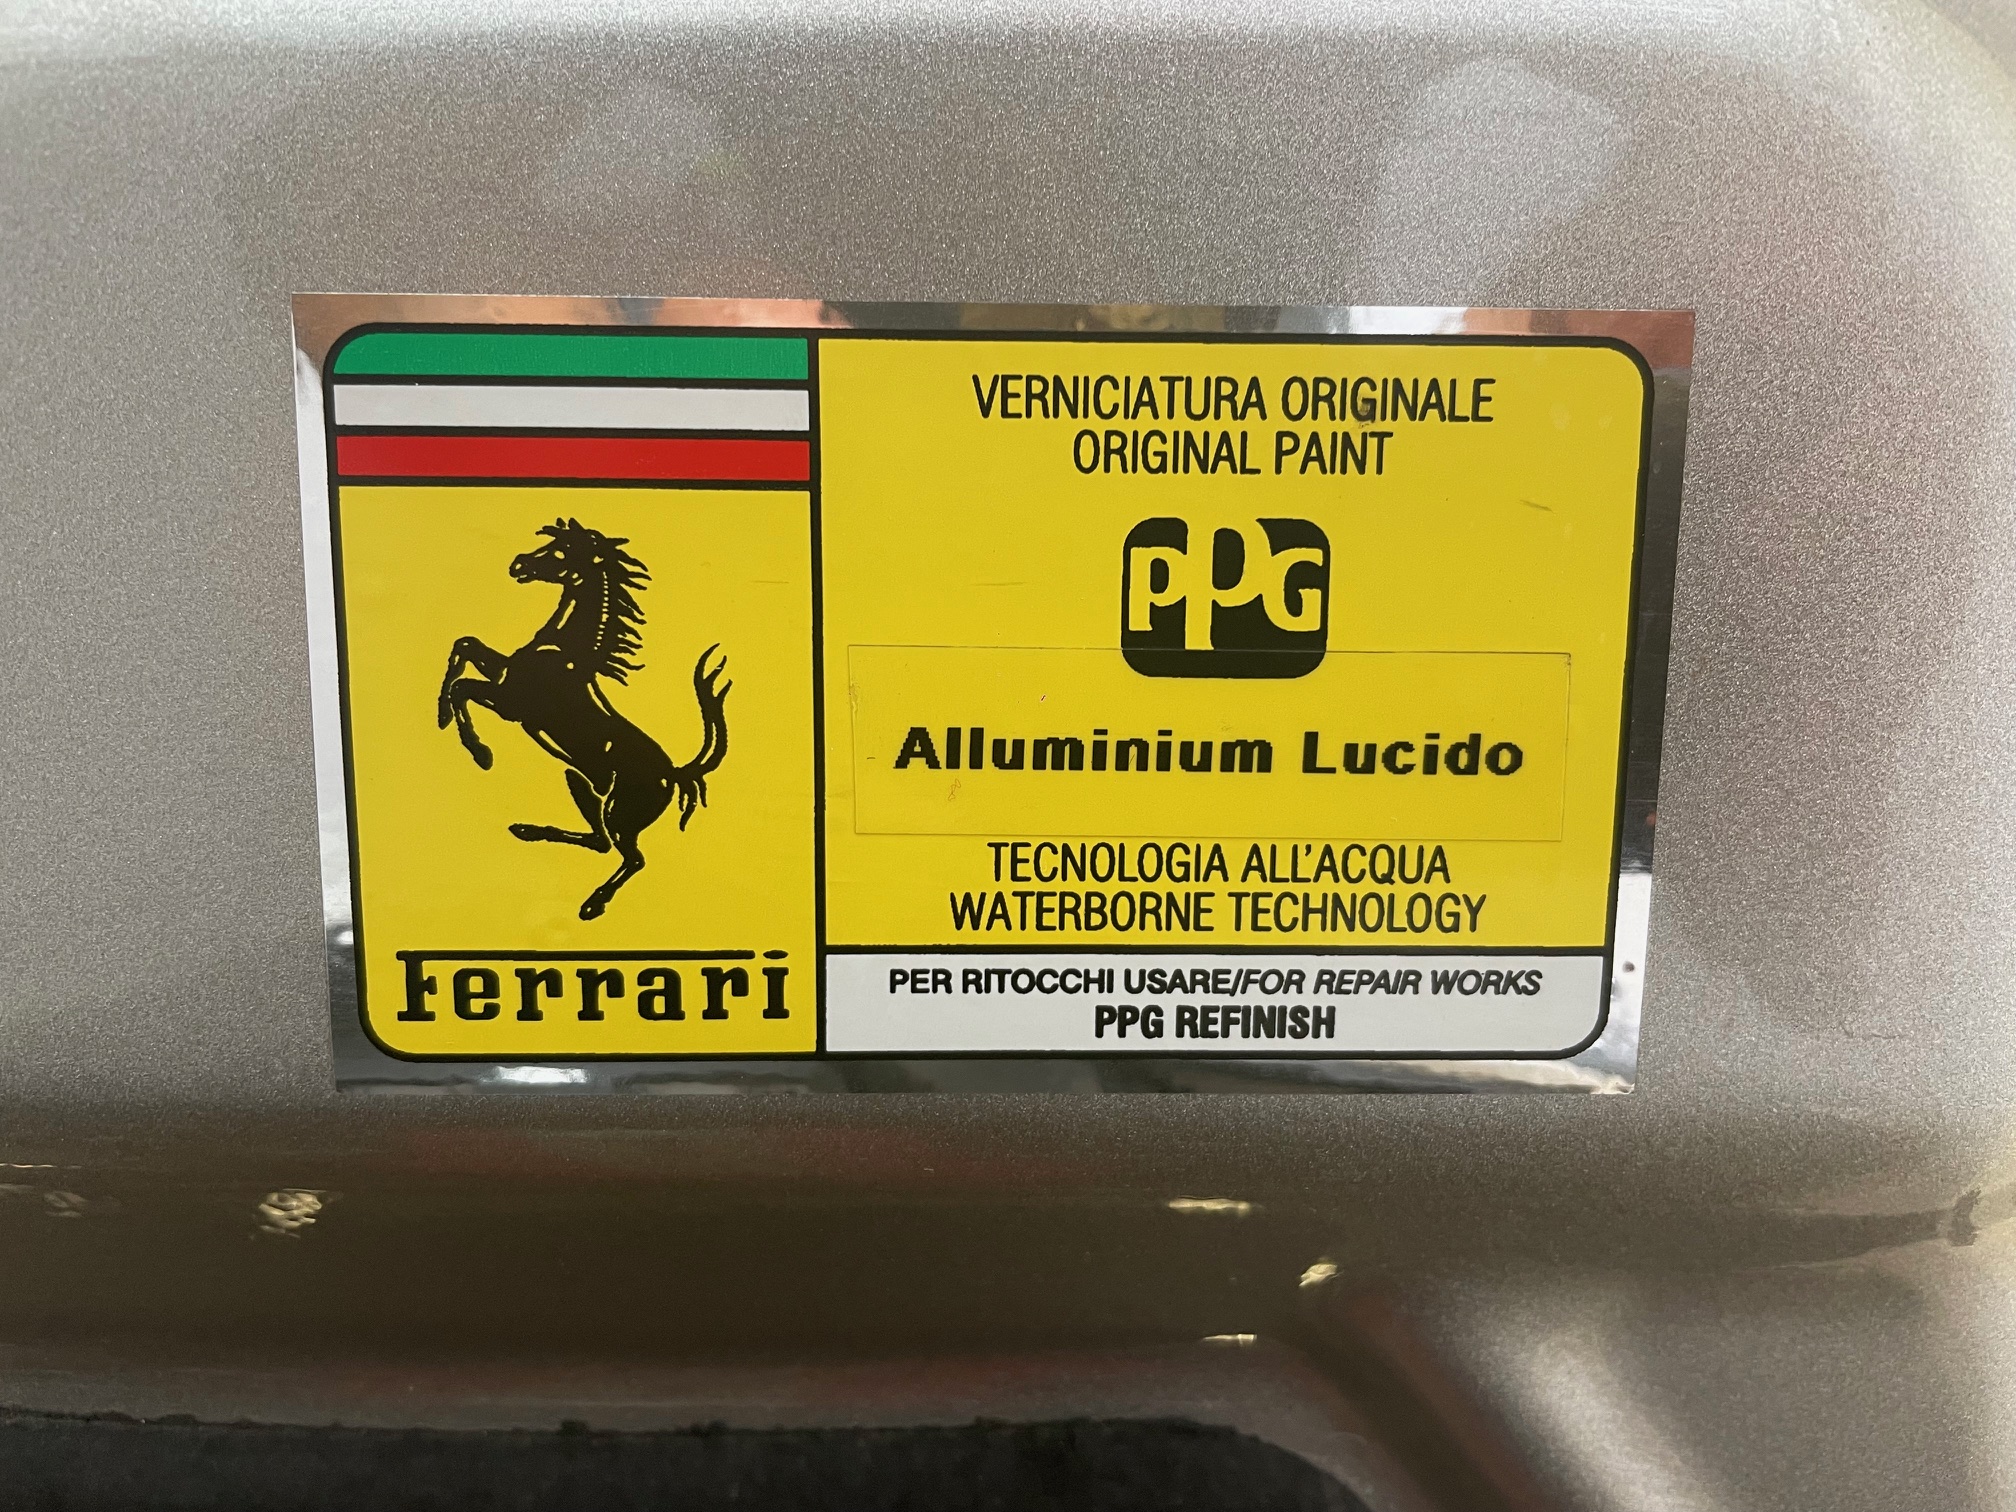 Ferrari
VERNICIATURA ORIGINALE
ORIGINAL PAINT
PPG
Alluminium Lucido
TECNOLOGIA ALL'ACQUA
WATERBORNE TECHNOLOGY
PER RITOCCHI USARE/FOR REPAIR WORKS
PPG REFINISH